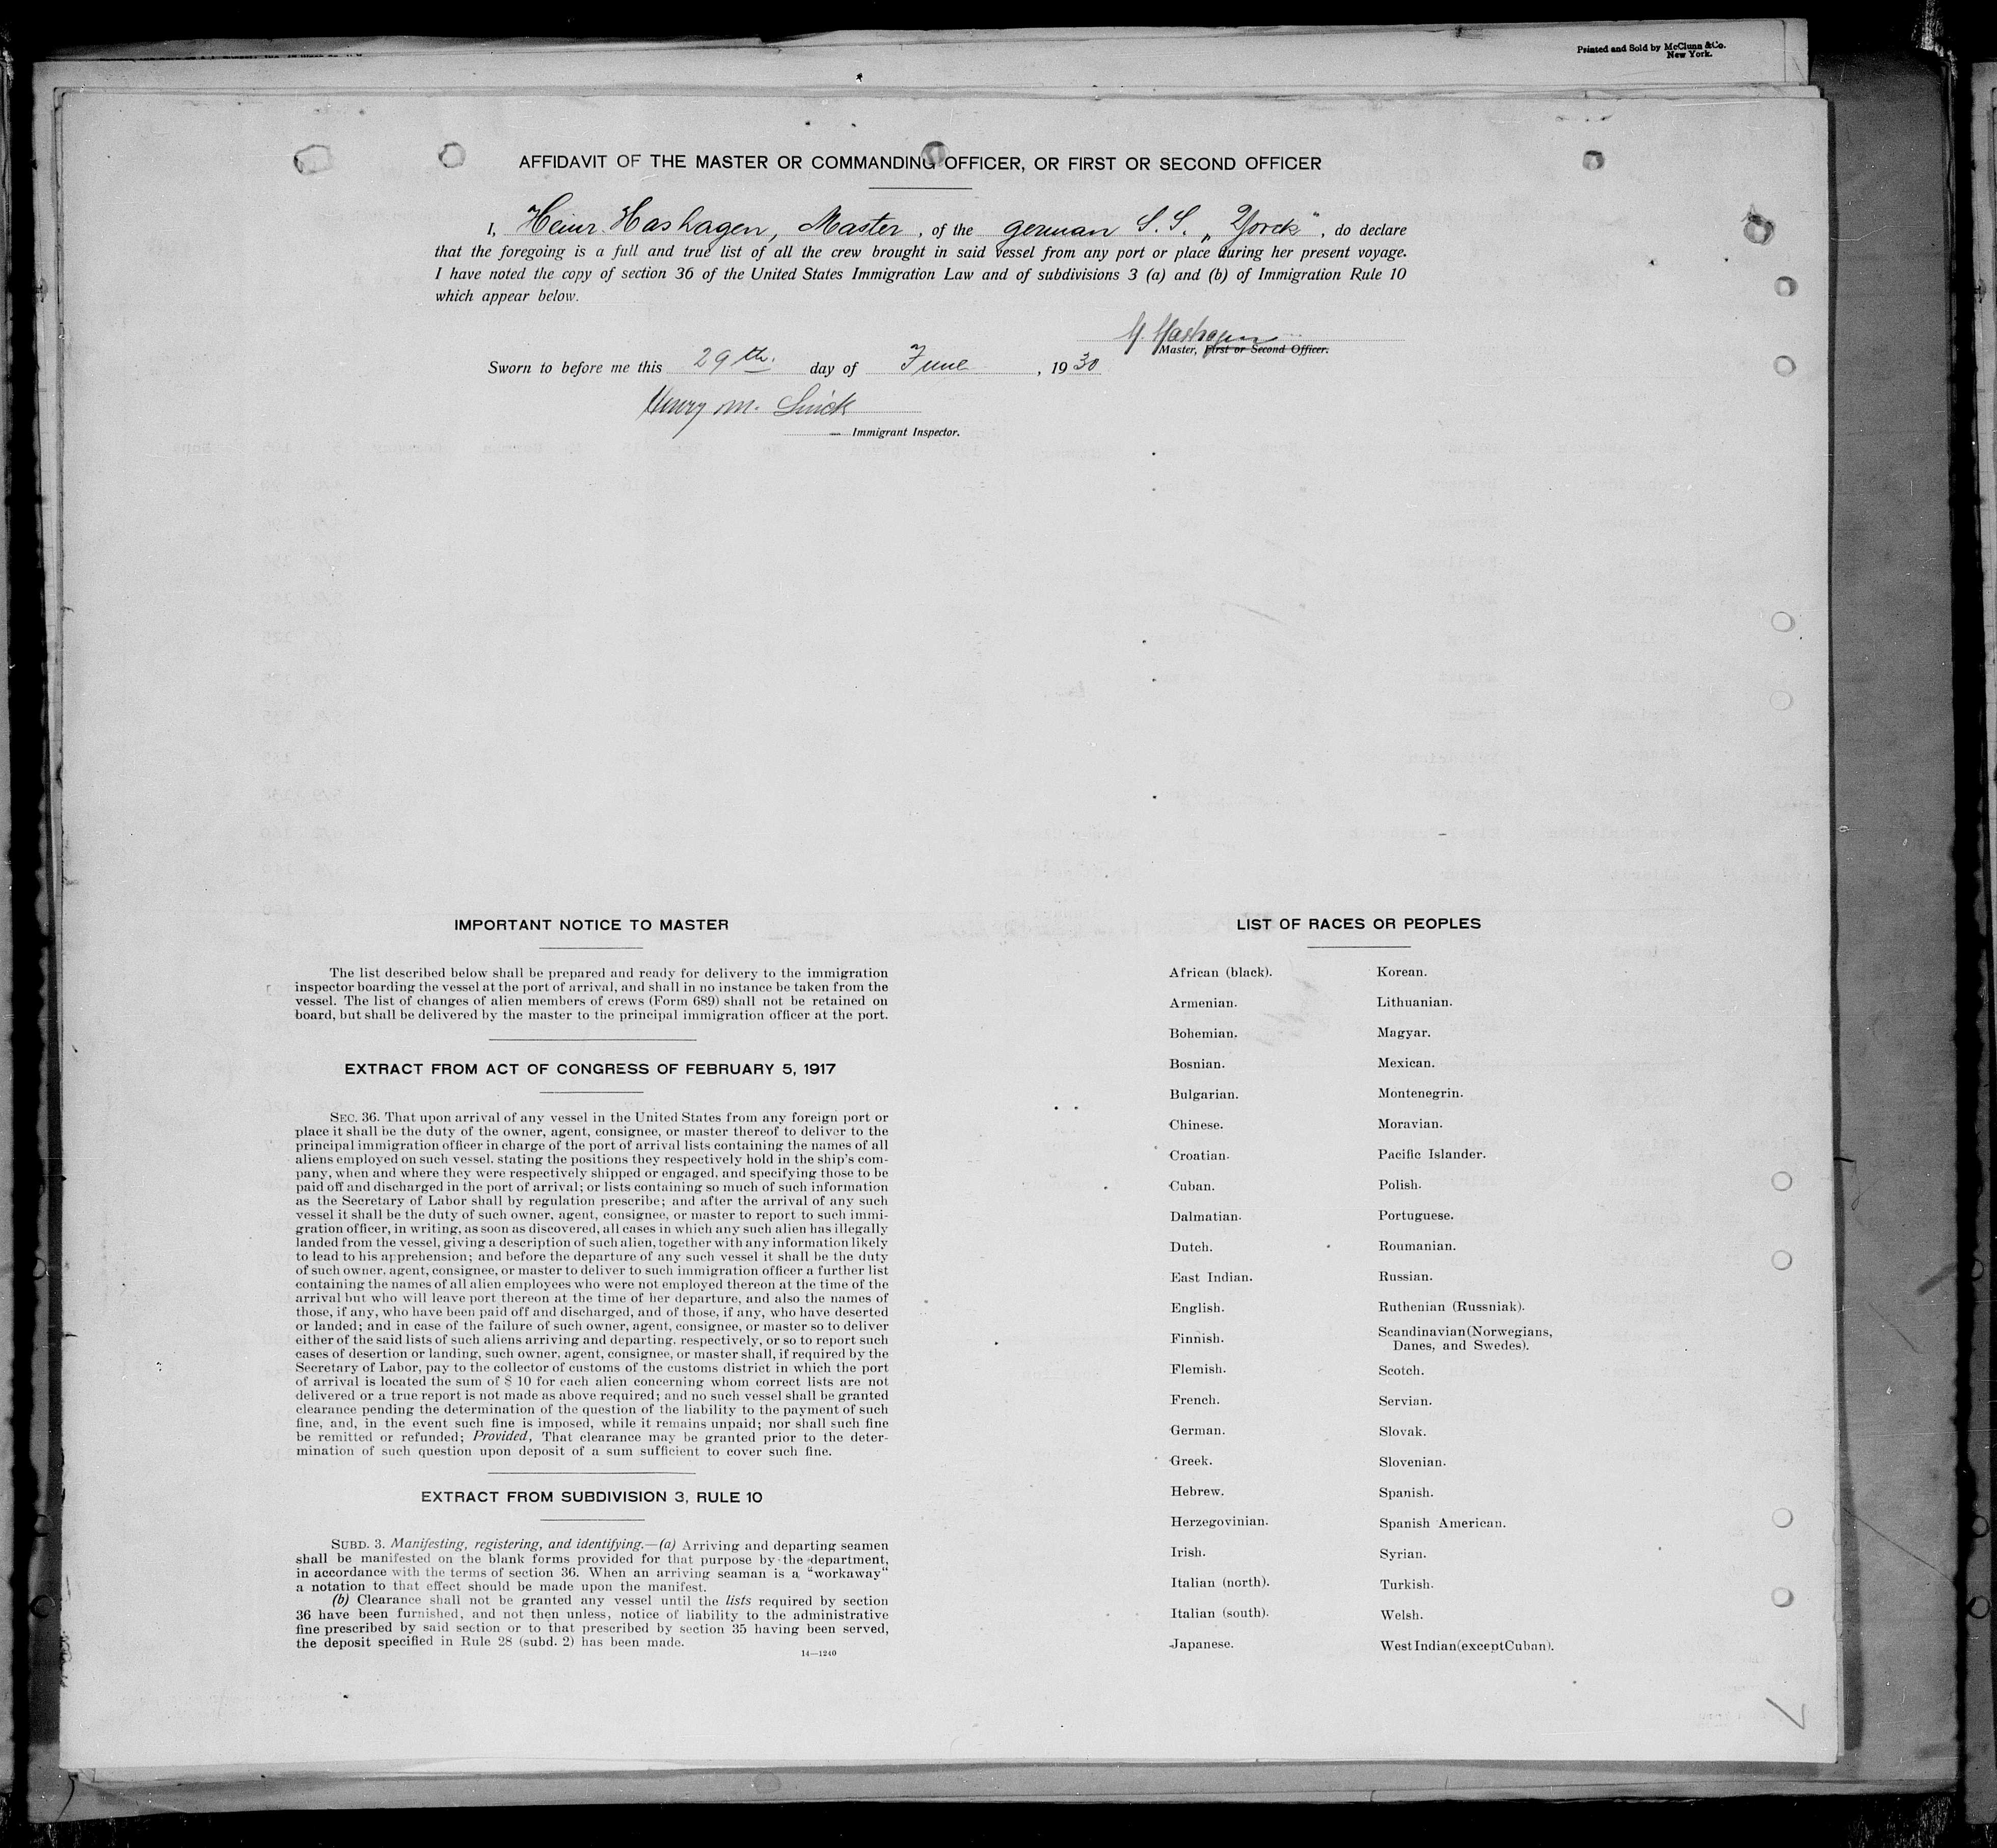 Printed and Sold by McClunn & Co.
New York.
AFFIDAVIT OF THE MASTER OR COMMANDING OFFICER, OR FIRST OR SECOND OFFICER
I, Heinr. Hashagen, Master, of the german S.S. „Yorck", do declare
that the foregoing is a full and true list of all the crew brought in said vessel from any port or place during her present voyage.
I have noted the copy of section 36 of the United States Immigration Law and of subdivisions 3 (a) and (b) of Immigration Rule 10
which appear below.
H. Hashagen
Master, First or Second Officer.
Sworn to before me this 29th. day of June, 1930
Henry M.
Immigrant Inspector.
IMPORTANT NOTICE TO MASTER
The list described below shall be prepared and ready for delivery to the immigration
inspector boarding the vessel at the port of arrival, and shall in no instance be taken from the
vessel. The list of changes of alien members of crews (Form 689) shall not be retained on
board, but shall be delivered by the master to the principal immigration officer at the port.
EXTRACT FROM ACT OF CONGRESS OF FEBRUARY 5, 1917
SEC. 36. That upon arrival of any vessel in the United States from any foreign port or
place it shall be the duty of the owner, agent, consignee, or master thereof to deliver to the
principal immigration officer in charge of the port of arrival lists containing the names of all
aliens employed on such vessel. stating the positions they respectively hold in the ship's com-
pany, when and where they were respectively shipped or engaged, and specifying those to be
paid off and discharged in the port of arrival; or lists containing so much of such information
as the Secretary of Labor shall by regulation prescribe; and after the arrival of any such
vessel it shall be the duty of such owner, agent, consignee, or master to report to such immi-
gration officer, in writing, as soon as discovered, all cases in which any such alien has illegally
landed from the vessel, giving a description of such alien, together with any information likely
to lead to his apprehension; and before the departure of any such vessel it shall be the duty
of such owner, agent, consignee, or master to deliver to such immigration officer a further list
containing the names of all alien employees who were not employed thereon at the time of the
arrival but who will leave port thereon at the time of her departure, and also the names of
those, if any, who have been paid off and discharged, and of those, if any, who have deserted
or landed; and in case of the failure of such owner, agent, consignee, or master so to deliver
either of the said lists of such aliens arriving and departing, respectively, or so to report such
cases of desertion or landing, such owner, agent, consignee, or master shall, if required by the
Secretary of Labor, pay to the collector of customs of the customs district in which the port
of arrival is located the sum of $ 10 for each alien concerning whom correct lists are not
delivered or a true report is not made as above required; and no such vessel shall be granted
clearance pending the determination of the question of the liability to the payment of such
fine, and, in the event such fine is imposed, while it remains unpaid; nor shall such fine
be remitted or refunded; Provided, That clearance may be granted prior to the deter-
mination of such question upon deposit of a sum sufficient to cover such fine.
EXTRACT FROM SUBDIVISION 3, RULE 10
SUBD. 3. Manifesting, registering, and identifying.—(a) Arriving and departing seamen
shall be manifested on the blank forms provided for that purpose by the department,
in accordance with the terms of section 36. When an arriving seaman is a "workaway"
a notation to that effect should be made upon the manifest.
(b) Clearance shall not be granted any vessel until the lists required by section
36 have been furnished, and not then unless, notice of liability to the administrative
fine prescribed by said section or to that prescribed by section 35 having been served,
the deposit specified in Rule 28 (subd. 2) has been made.
14—1240
LIST OF RACES OR PEOPLES
African (black).
Armenian.
Bohemian.
Bosnian.
Bulgarian.
Chinese.
Croatian.
Cuban.
Dalmatian.
Dutch.
East Indian.
English.
Finnish.
Flemish.
French.
German.
Greek.
Hebrew.
Herzegovinian.
Irish.
Italian (north).
Italian (south).
Japanese.
Korean.
Lithuanian.
Magyar.
Mexican.
Montenegrin.
Moravian.
Pacific Islander.
Polish.
Portuguese.
Roumanian.
Russian.
Ruthenian (Russniak).
Scandinavian (Norwegians,
Danes, and Swedes).
Scotch.
Servian.
Slovak.
Slovenian.
Spanish.
Spanish American.
Syrian.
Turkish.
Welsh.
West Indian (except Cuban).